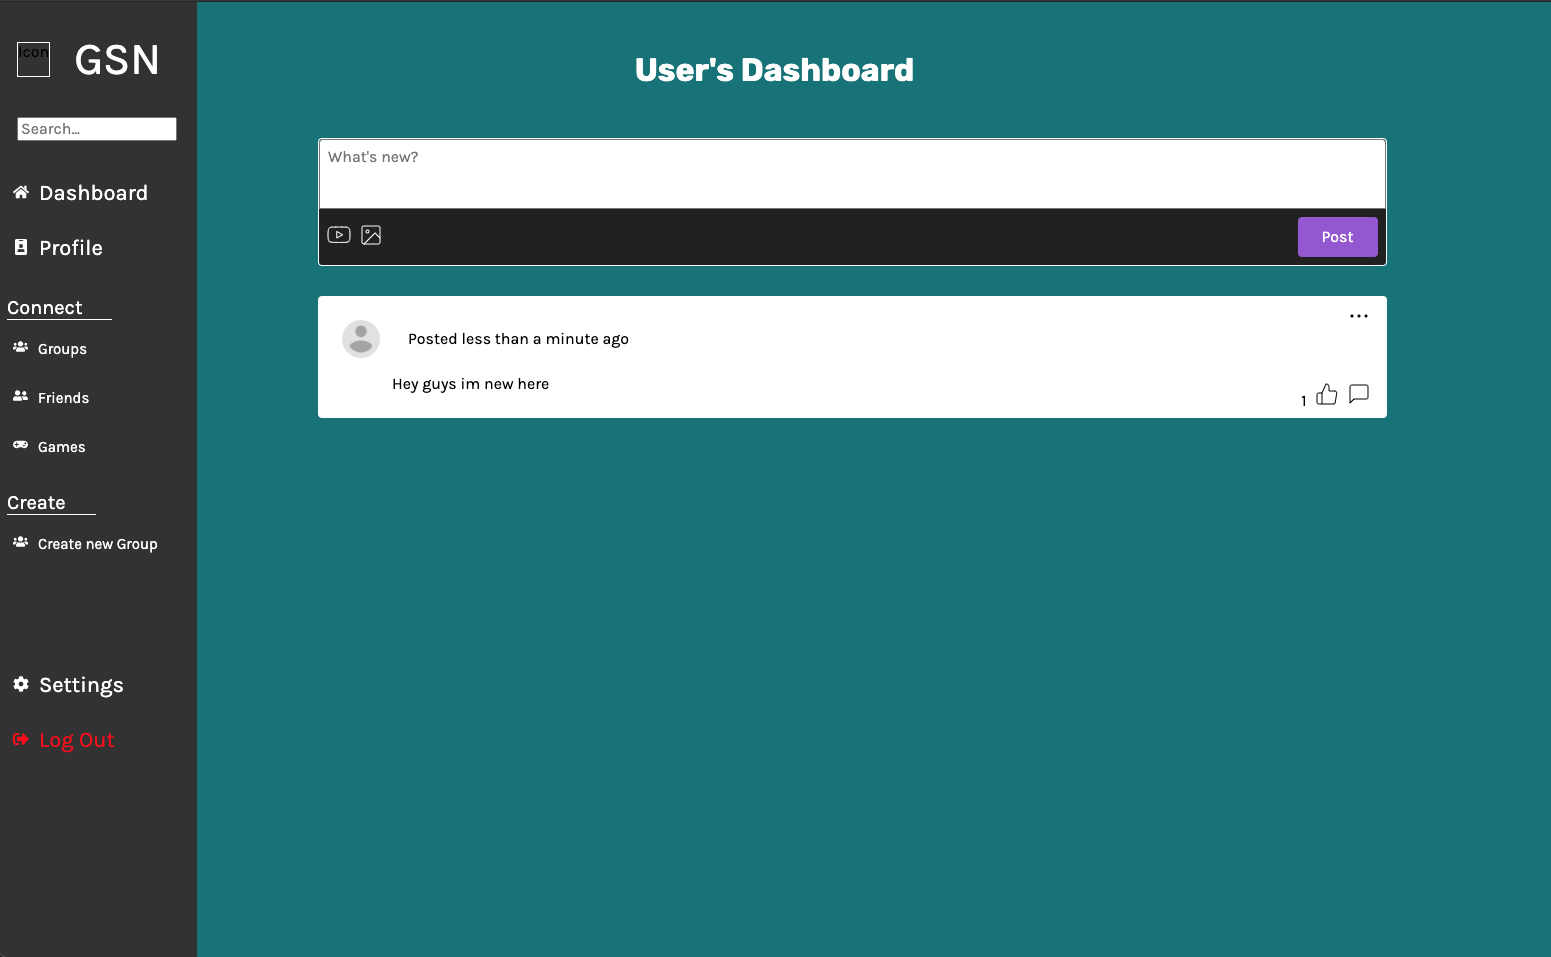 Icon
GSN
Search...
Dashboard
Profile
Connect
Groups
Friends
Games
Create
Create new Group
Settings
Log Out
User's Dashboard
What's new?
Post
Posted less than a minute ago
Hey guys im new here
1